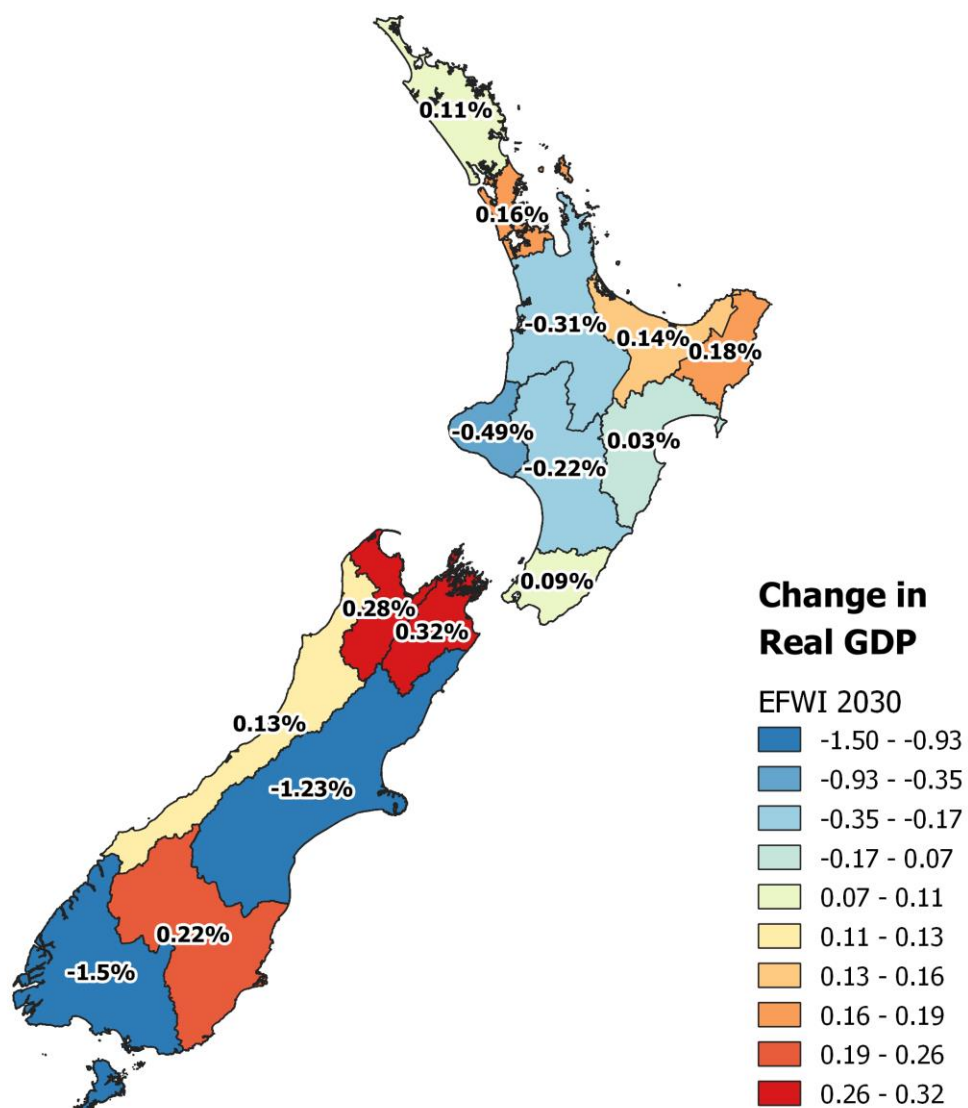 0.11%
0.16%
-0.31%
0.14%
0.18%
-0.49%
0.03%
-0.22%
0.09%
0.28%
0.32%
0.13%
-1.23%
0.22%
-1.5%
Change in
Real GDP
EFWI 2030
-1.50 - -0.93
-0.93 - -0.35
-0.35 - -0.17
-0.17 - 0.07
0.07 - 0.11
0.11 - 0.13
0.13 - 0.16
0.16 - 0.19
0.19 - 0.26
0.26 - 0.32